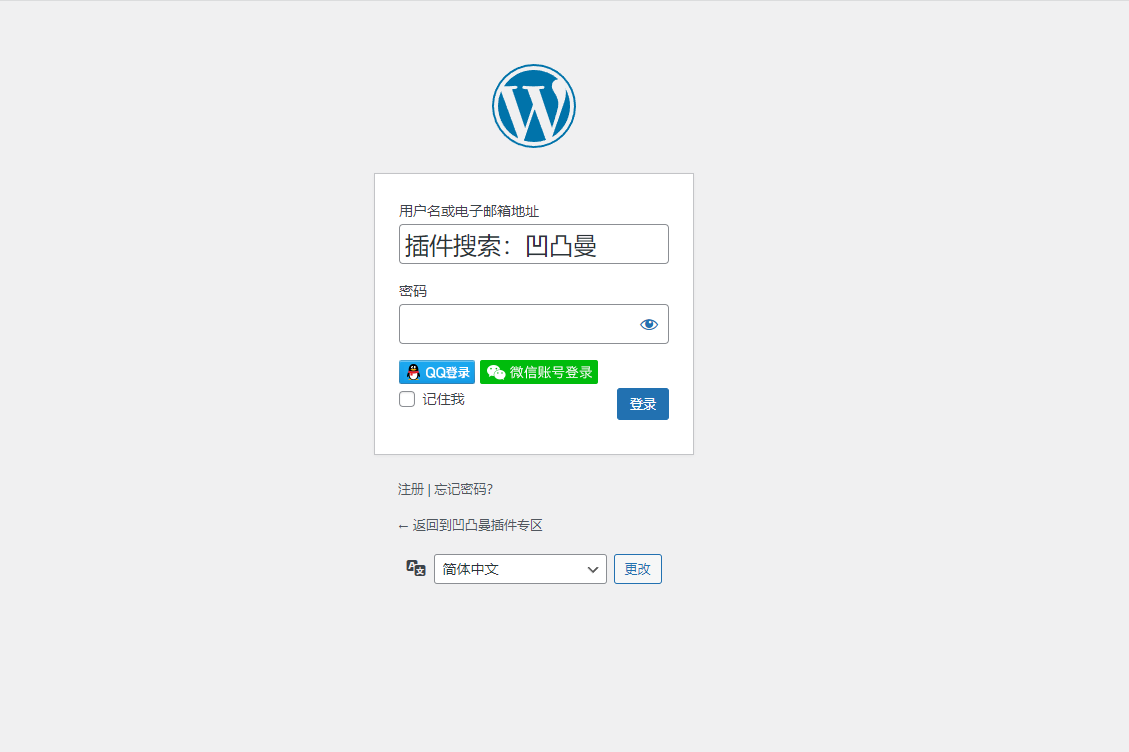 用户名或电子邮箱地址
插件搜索：凹凸曼
密码
QQ登录 微信账号登录
记住我 登录
注册 | 忘记密码?
← 返回到凹凸曼插件专区
简体中文 更改